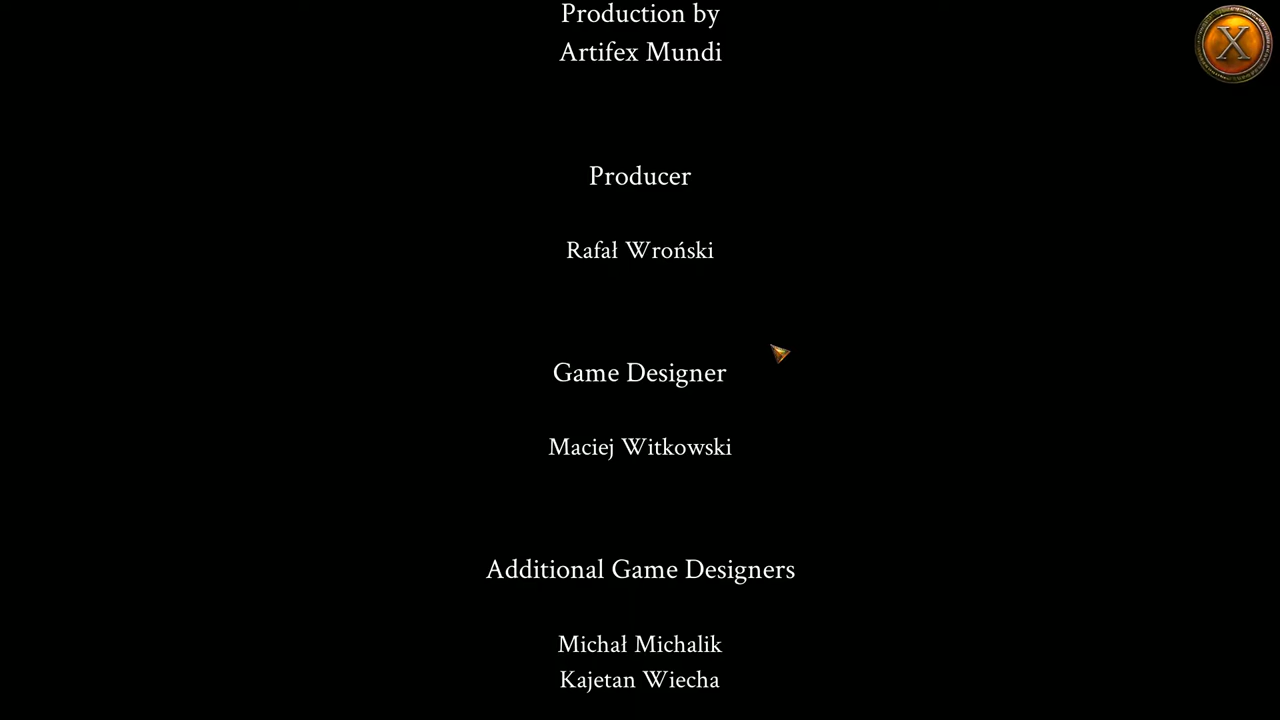 Production by
Artifex Mundi
X
Producer
Rafał Wroński
Game Designer
Maciej Witkowski
Additional Game Designers
Michał Michalik
Kajetan Wiecha